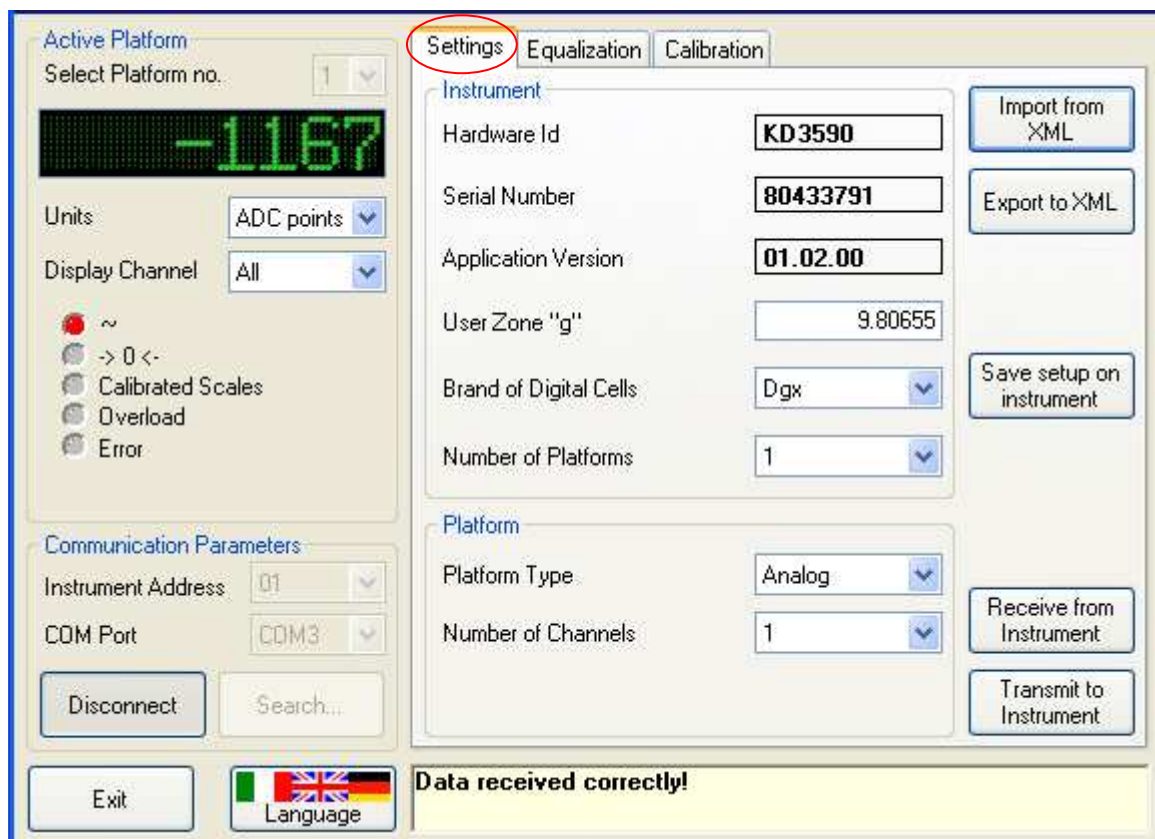 Active Platform
Select Platform no. 1
-1167
Units ADC points
Display Channel All
~
-> 0 <-
Calibrated Scales
Overload
Error
Communication Parameters
Instrument Address 01
COM Port COM3
Disconnect Search...
Exit Language
Settings Equalization Calibration
Instrument
Hardware Id KD3590
Serial Number 80433791
Application Version 01.02.00
User Zone "g" 9.80655
Brand of Digital Cells Dgx
Number of Platforms 1
Platform
Platform Type Analog
Number of Channels 1
Import from
XML
Export to XML
Save setup on
instrument
Receive from
Instrument
Transmit to
Instrument
Data received correctly!